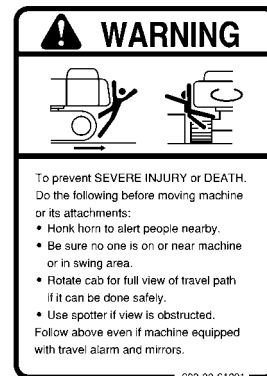 WARNING
To prevent SEVERE INJURY or DEATH.
Do the following before moving machine
or its attachments:
• Honk horn to alert people nearby.
• Be sure no one is on or near machine
or in swing area.
• Rotate cab for full view of travel path
if it can be done safely.
• Use spotter if view is obstructed.
Follow above even if machine equipped
with travel alarm and mirrors.